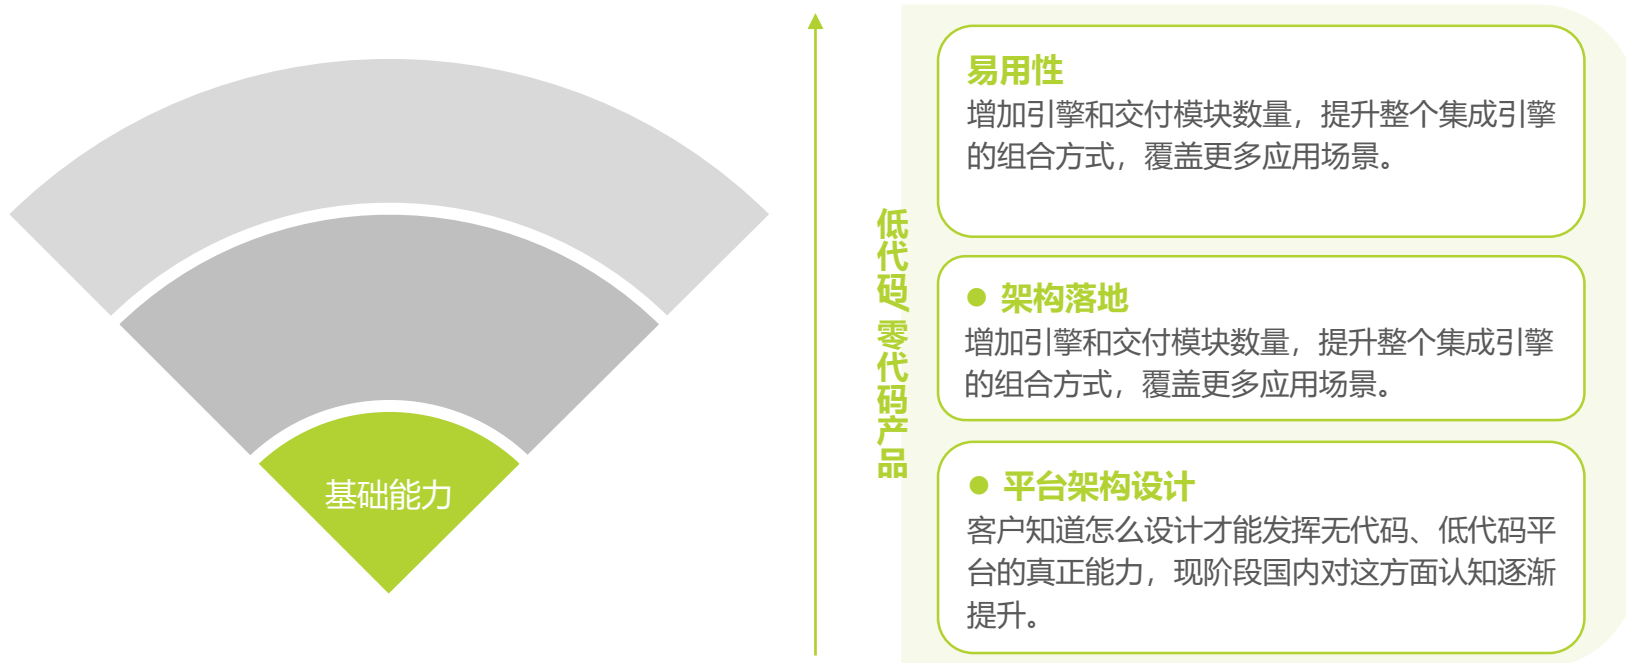 基础能力
低代码/零代码产品
易用性
增加引擎和交付模块数量，提升整个集成引擎
的组合方式，覆盖更多应用场景。
架构落地
增加引擎和交付模块数量，提升整个集成引擎
的组合方式，覆盖更多应用场景。
平台架构设计
客户知道怎么设计才能发挥无代码、低代码平
台的真正能力，现阶段国内对这方面认知逐渐
提升。